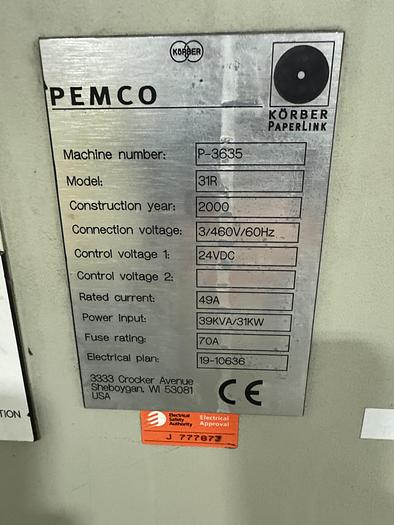 KÖRBER
PEMCO
KÖRBER
PAPERLINK
Machine number: P-3635
Model: 31R
Construction year: 2000
Connection voltage: 3/460V/60Hz
Control voltage 1: 24VDC
Control voltage 2:
Rated current: 49A
Power input: 39KVA/31KW
Fuse rating: 70A
Electrical plan: 19-10636
3333 Crocker Avenue
Sheboygan, WI 53081
USA
CE
Electrical
Safety
Authority
Electrical
Approval
J 777873
TION